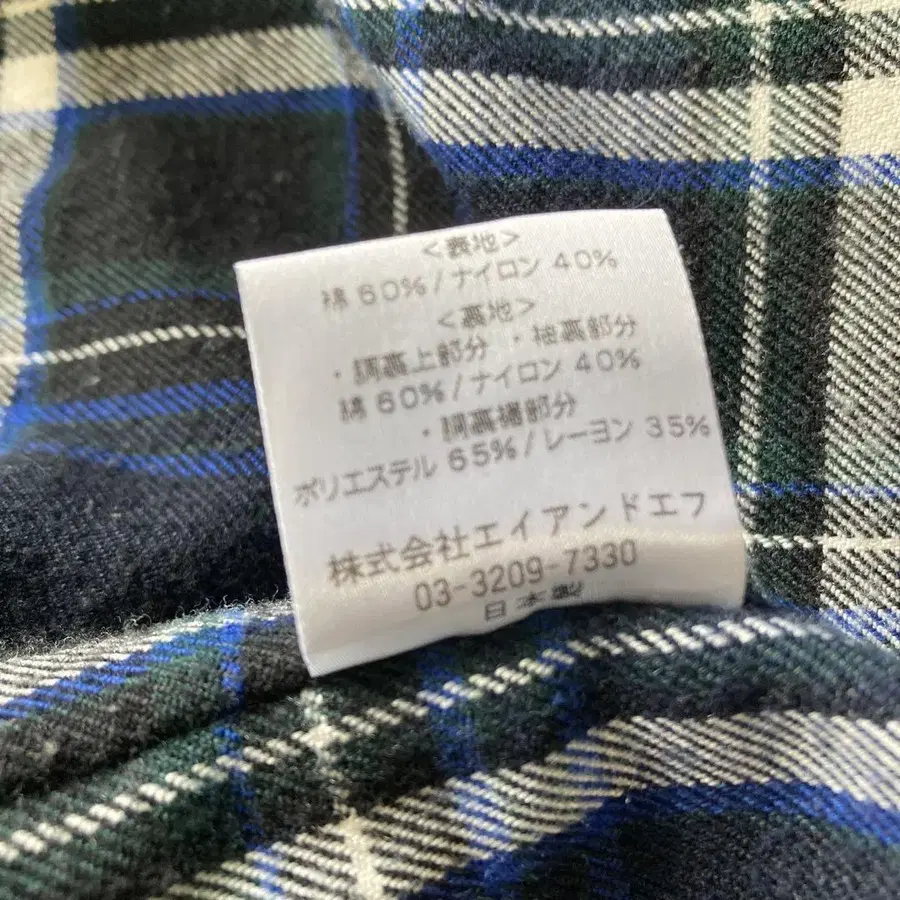 <表地>
綿 60%/ナイロン 40%
<裏地>
・胴裏上部分 ・袖裏部分
綿 60%/ナイロン 40%
・胴裏裾部分
ポリエステル 65%/レーヨン 35%
株式会社エイアンドエフ
03-3209-7330
日本製